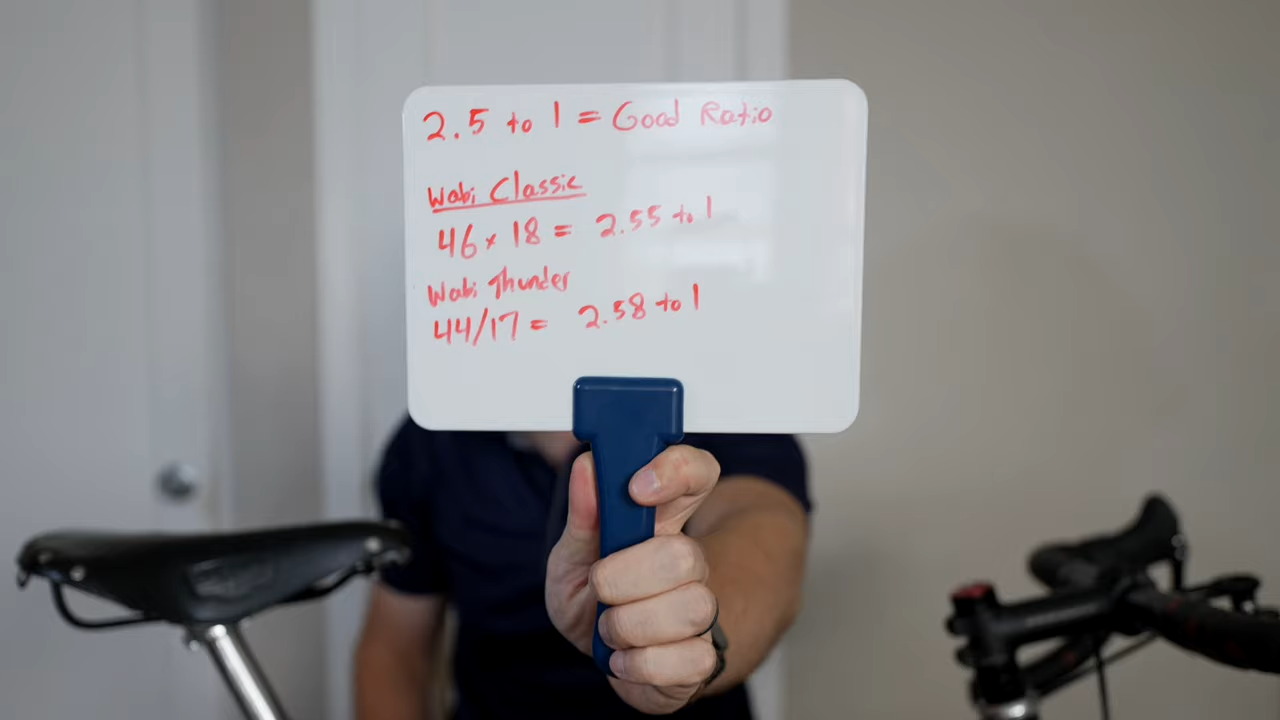 2.5 to 1 = Good Ratio
Wabi Classic
46 x 18 = 2.55 to 1
Wabi Thunder
44/17 = 2.58 to 1